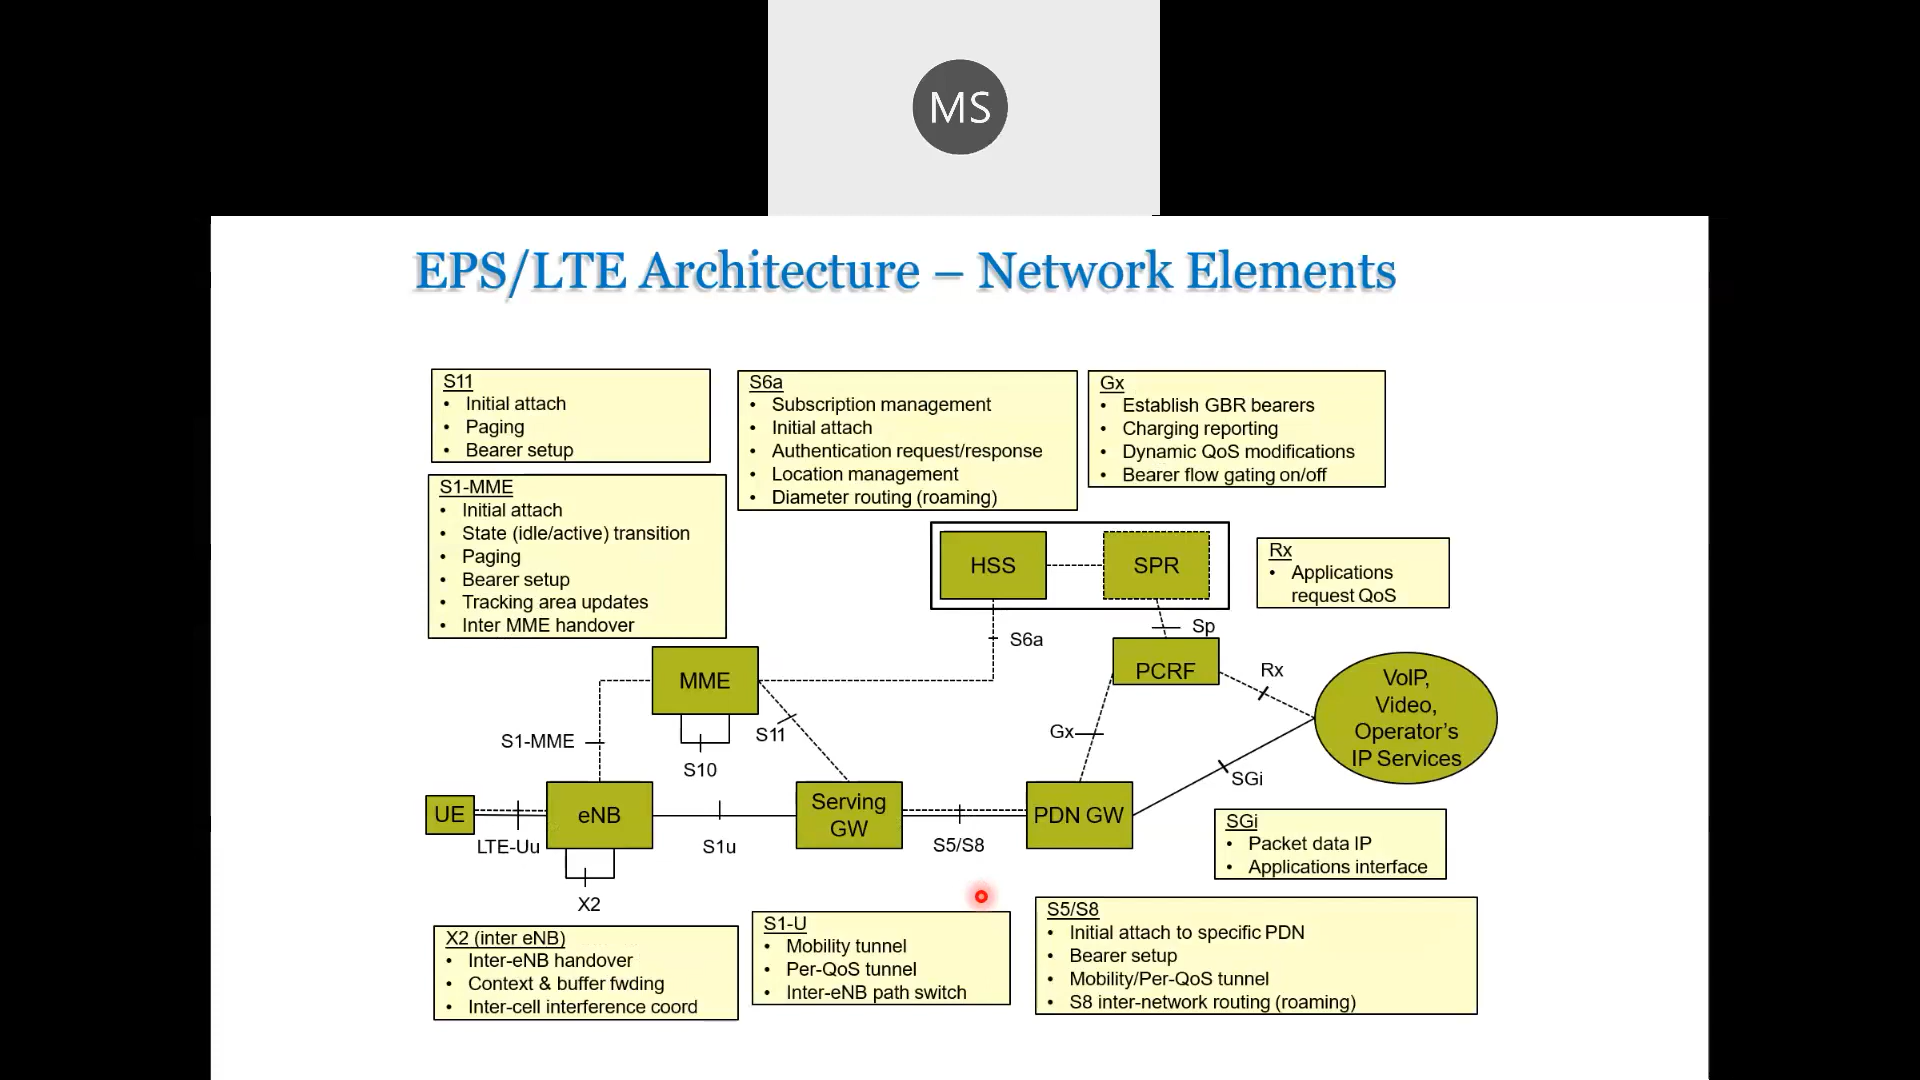 MS
EPS/LTE Architecture – Network Elements
S11
• Initial attach
• Paging
• Bearer setup
S6a
• Subscription management
• Initial attach
• Authentication request/response
• Location management
• Diameter routing (roaming)
Gx
• Establish GBR bearers
• Charging reporting
• Dynamic QoS modifications
• Bearer flow gating on/off
S1-MME
• Initial attach
• State (idle/active) transition
• Paging
• Bearer setup
• Tracking area updates
• Inter MME handover
HSS
SPR
Rx
• Applications
request QoS
S6a
Sp
MME
PCRF
Rx
VoIP,
Video,
Operator’s
IP Services
S1-MME
S11
Gx
S10
SGi
UE
eNB
Serving
GW
PDN GW
LTE-Uu
S1u
S5/S8
X2
SGi
• Packet data IP
• Applications interface
X2 (inter eNB)
• Inter-eNB handover
• Context & buffer fwding
• Inter-cell interference coord
S1-U
• Mobility tunnel
• Per-QoS tunnel
• Inter-eNB path switch
S5/S8
• Initial attach to specific PDN
• Bearer setup
• Mobility/Per-QoS tunnel
• S8 inter-network routing (roaming)